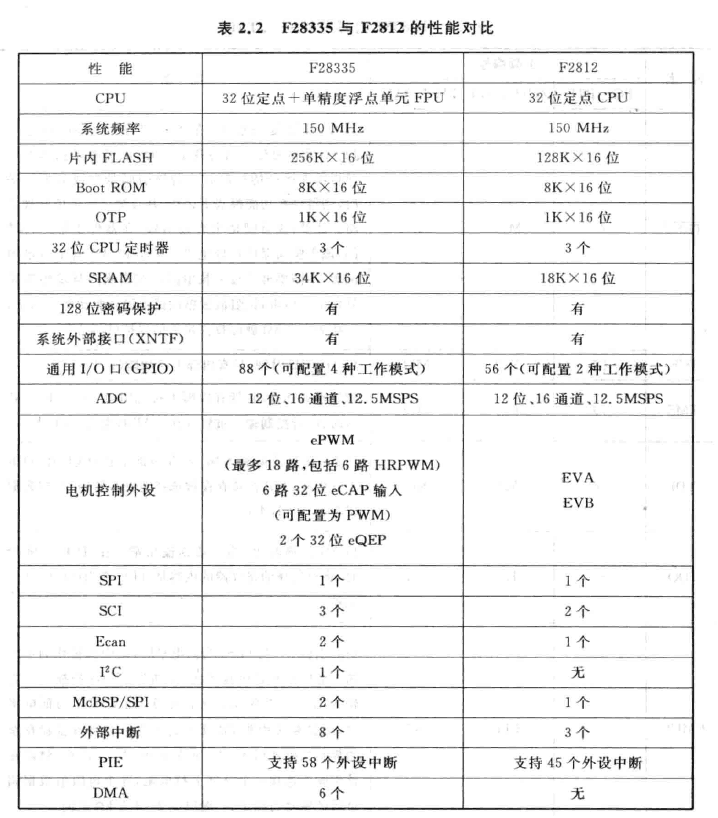 表 2.2 F28335 与 F2812 的性能对比
性 能 F28335 F2812
CPU 32 位定点＋单精度浮点单元 FPU 32 位定点 CPU
系统频率 150 MHz 150 MHz
片内 FLASH 256K×16 位 128K×16 位
Boot ROM 8K×16 位 8K×16 位
OTP 1K×16 位 1K×16 位
32 位 CPU 定时器 3 个 3 个
SRAM 34K×16 位 18K×16 位
128 位密码保护 有 有
系统外部接口(XNTF) 有 有
通用 I/O 口(GPIO) 88 个(可配置 4 种工作模式) 56 个(可配置 2 种工作模式)
ADC 12 位、16 通道、12.5MSPS 12 位、16 通道、12.5MSPS
电机控制外设
ePWM
(最多 18 路,包括 6 路 HRPWM)
6 路 32 位 eCAP 输入
(可配置为 PWM)
2 个 32 位 eQEP
EVA
EVB
SPI 1 个 1 个
SCI 3 个 2 个
Ecan 2 个 1 个
I²C 1 个 无
McBSP/SPI 2 个 1 个
外部中断 8 个 3 个
PIE 支持 58 个外设中断 支持 45 个外设中断
DMA 6 个 无